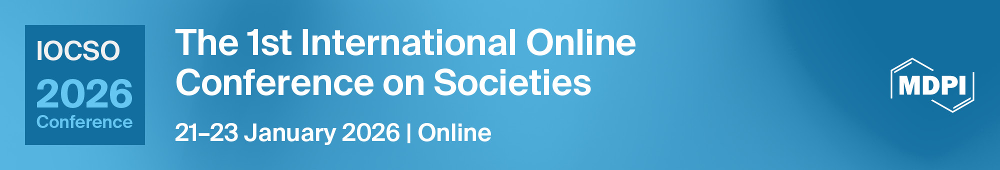 IOCSO
2026
Conference
The 1st International Online
Conference on Societies
21–23 January 2026 | Online
MDPI